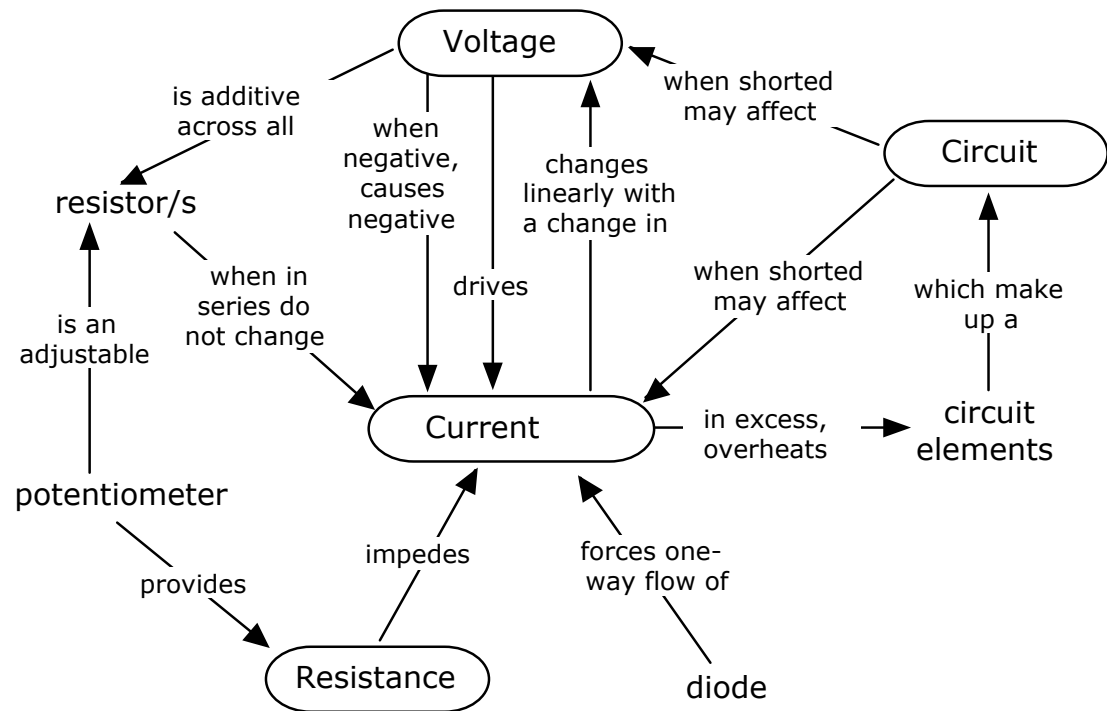 Voltage
is additive
across all
when
negative,
causes
negative
drives
changes
linearly with
a change in
when shorted
may affect
Circuit
resistor/s
when in
series do
not change
is an
adjustable
when shorted
may affect
which make
up a
Current
in excess,
overheats
circuit
elements
potentiometer
provides
impedes
forces one-
way flow of
Resistance
diode